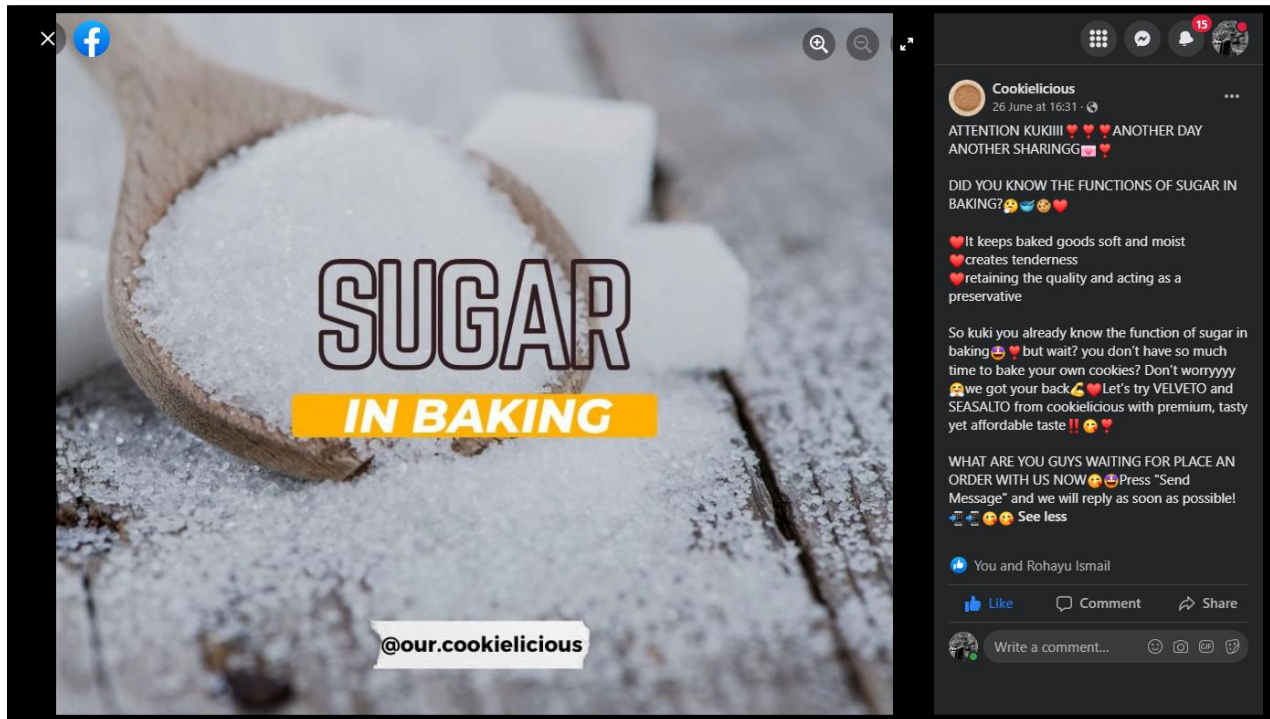 SUGAR
IN BAKING
@our.cookielicious
15
Cookielicious
26 June at 16:31 ·
ATTENTION KUKIIII❣❣❣ANOTHER DAY
ANOTHER SHARINGG💌❣
DID YOU KNOW THE FUNCTIONS OF SUGAR IN
BAKING?🤔🥣🍪❤
❤It keeps baked goods soft and moist
❤creates tenderness
❤retaining the quality and acting as a
preservative
So kuki you already know the function of sugar in
baking🤩❣but wait? you don't have so much
time to bake your own cookies? Don't worryyyy
🤗we got your back💪❤Let's try VELVETO and
SEASALTO from cookielicious with premium, tasty
yet affordable taste‼😋❣
WHAT ARE YOU GUYS WAITING FOR PLACE AN
ORDER WITH US NOW😋🤩Press "Send
Message" and we will reply as soon as possible!
📲📲😋😋 See less
You and Rohayu Ismail
Like Comment Share
Write a comment... GIF